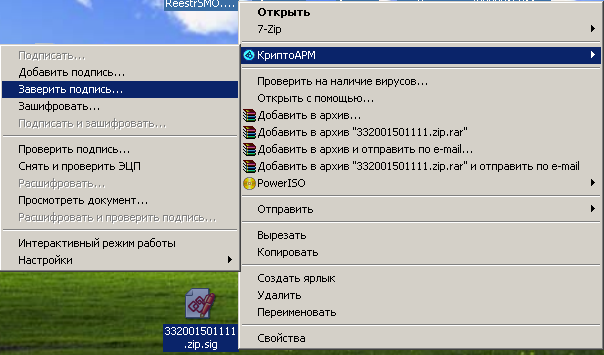 ReestrSMO....
Открыть
7-Zip
КриптоАРМ
Проверить на наличие вирусов...
Открыть с помощью...
Добавить в архив...
Добавить в архив "332001501111.zip.rar"
Добавить в архив и отправить по e-mail...
Добавить в архив "332001501111.zip.rar" и отправить по e-mail
PowerISO
Отправить
Вырезать
Копировать
Создать ярлык
Удалить
Переименовать
Свойства
Подписать...
Добавить подпись...
Заверить подпись...
Зашифровать...
Подписать и зашифровать...
Проверить подпись...
Снять и проверить ЭЦП
Расшифровать...
Просмотреть документ...
Расшифровать и проверить подпись...
Интерактивный режим работы
Настройки
332001501111
.zip.sig